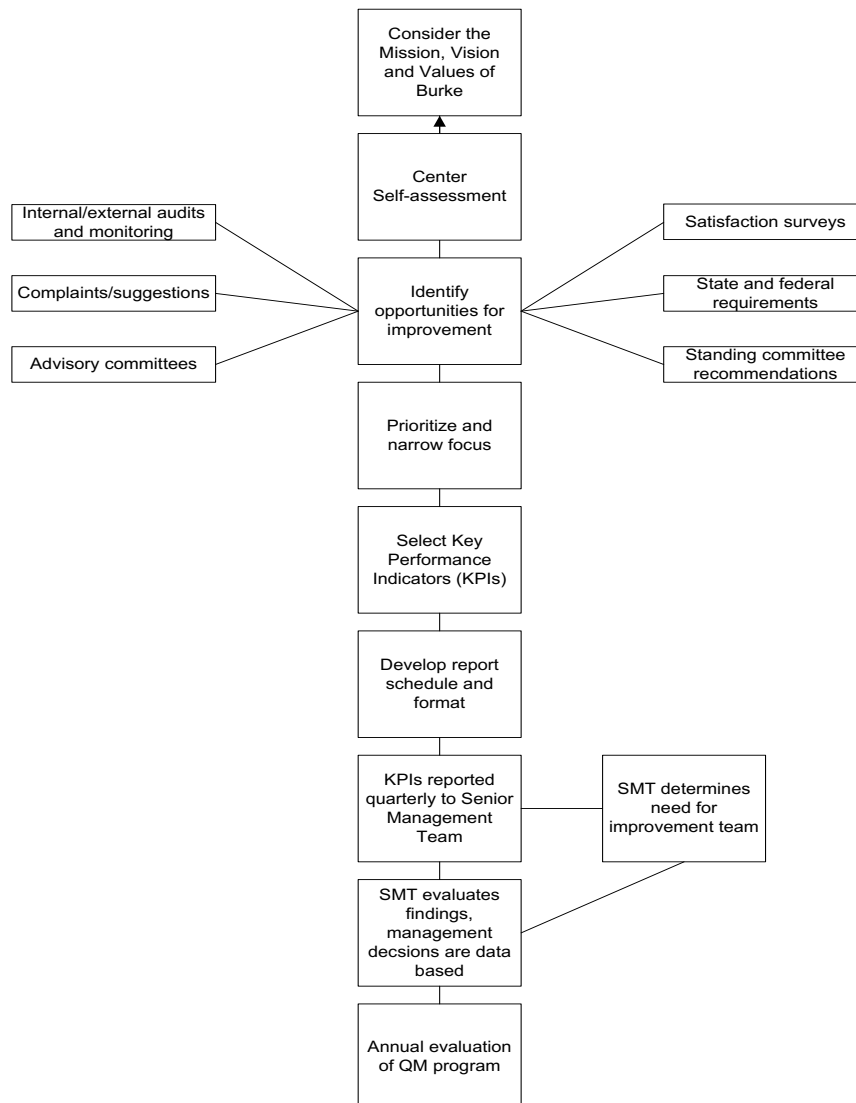 Consider the
Mission, Vision
and Values of
Burke
Center
Self-assessment
Internal/external audits
and monitoring
Satisfaction surveys
Complaints/suggestions
Identify
opportunities for
improvement
State and federal
requirements
Advisory committees
Standing committee
recommendations
Prioritize and
narrow focus
Select Key
Performance
Indicators (KPIs)
Develop report
schedule and
format
KPIs reported
quarterly to Senior
Management
Team
SMT determines
need for
improvement team
SMT evaluates
findings,
management
decsions are data
based
Annual evaluation
of QM program